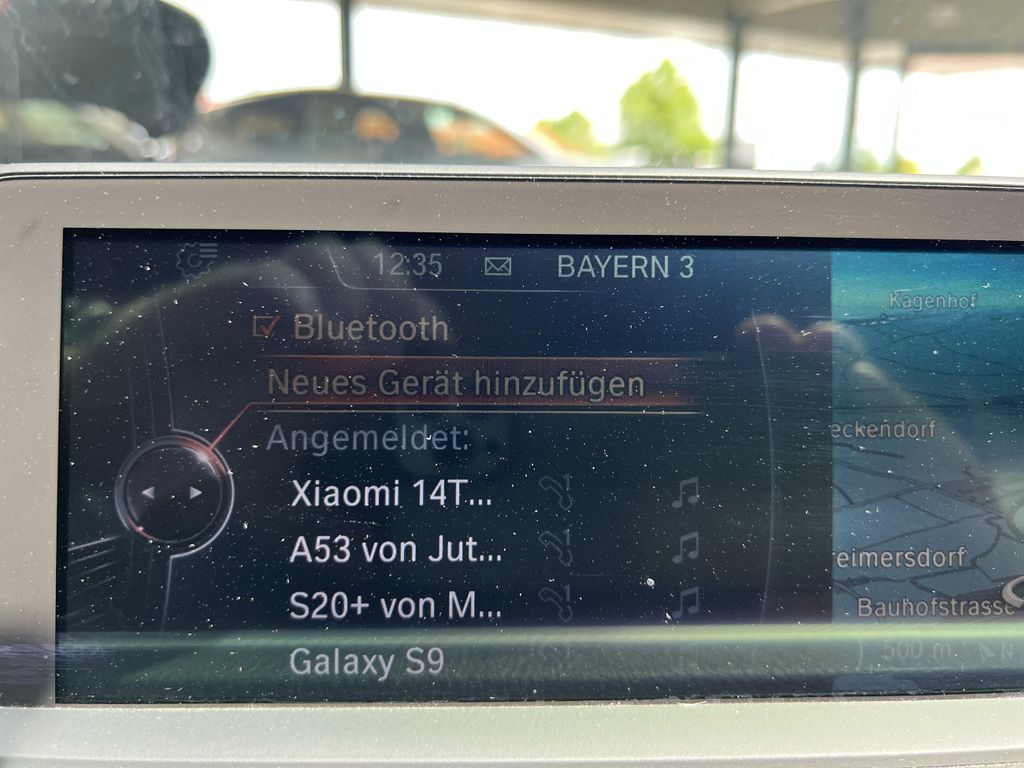 12:35 BAYERN 3
Bluetooth
Neues Gerät hinzufügen
Angemeldet:
Xiaomi 14T...
A53 von Jut...
S20+ von M...
Galaxy S9
Kagenhof
eckendorf
reimersdorf
Bauhofstrasse
500 m
N